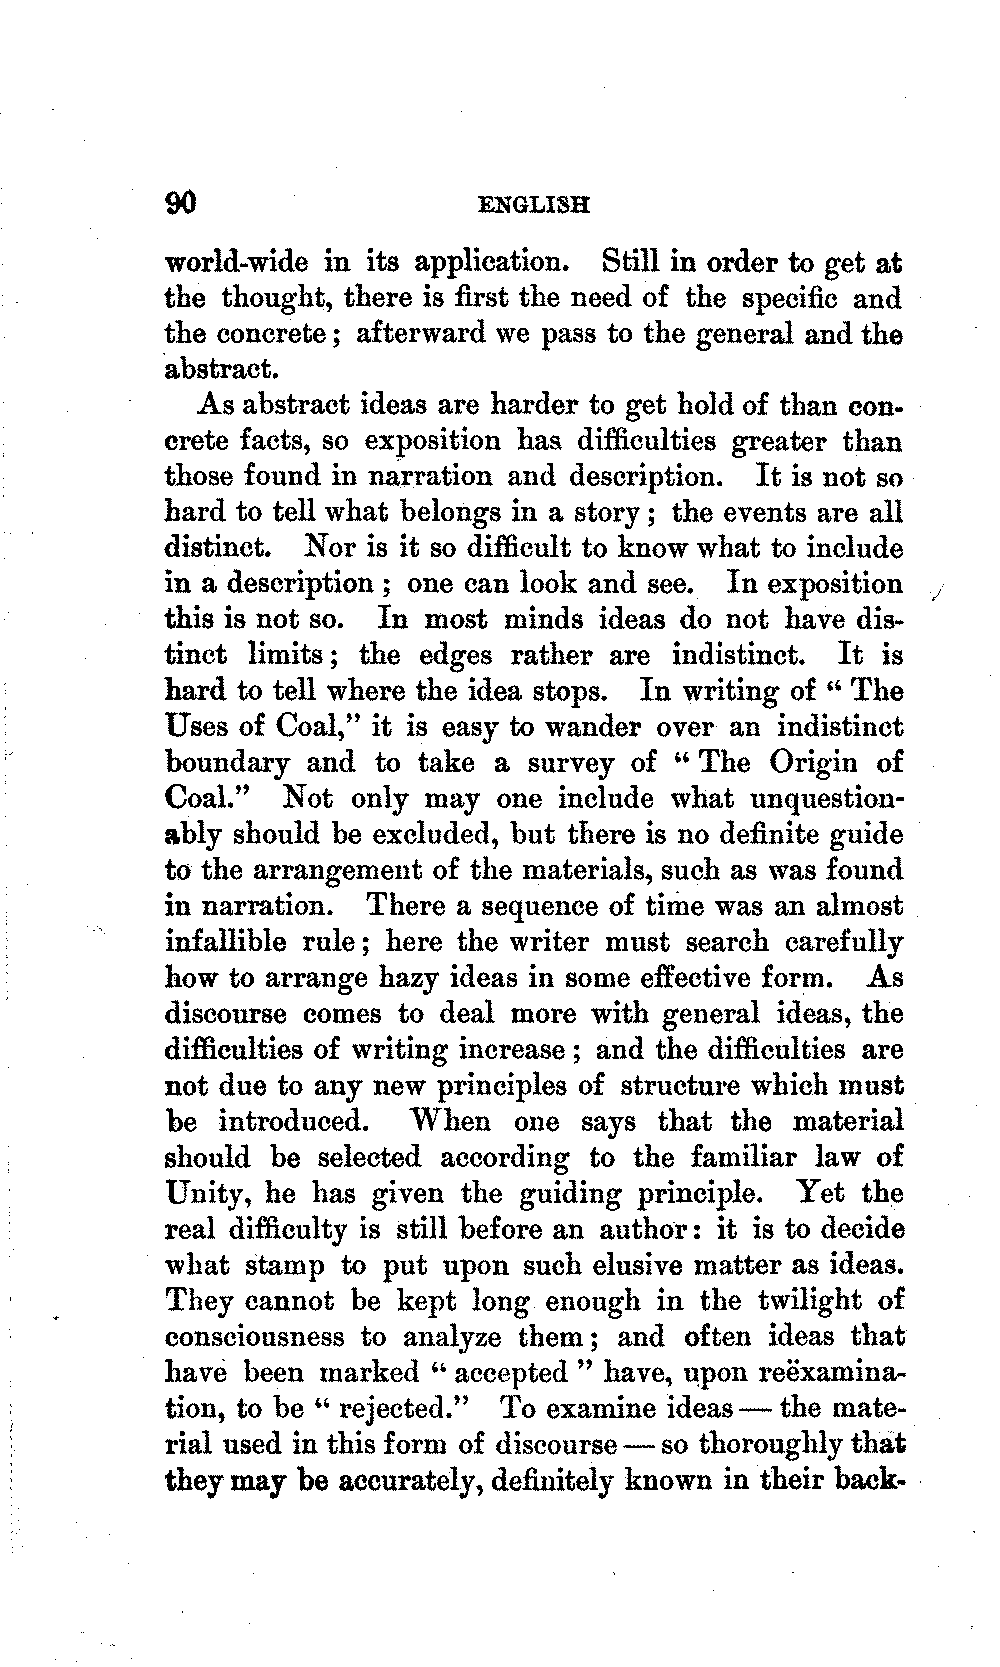 90 ENGLISH
world-wide in its application. Still in order to get at
the thought, there is first the need of the specific and
the concrete; afterward we pass to the general and the
abstract.
As abstract ideas are harder to get hold of than con-
crete facts, so exposition has difficulties greater than
those found in narration and description. It is not so
hard to tell what belongs in a story; the events are all
distinct. Nor is it so difficult to know what to include
in a description; one can look and see. In exposition
this is not so. In most minds ideas do not have dis-
tinct limits; the edges rather are indistinct. It is
hard to tell where the idea stops. In writing of "The
Uses of Coal," it is easy to wander over an indistinct
boundary and to take a survey of "The Origin of
Coal." Not only may one include what unquestion-
ably should be excluded, but there is no definite guide
to the arrangement of the materials, such as was found
in narration. There a sequence of time was an almost
infallible rule; here the writer must search carefully
how to arrange hazy ideas in some effective form. As
discourse comes to deal more with general ideas, the
difficulties of writing increase; and the difficulties are
not due to any new principles of structure which must
be introduced. When one says that the material
should be selected according to the familiar law of
Unity, he has given the guiding principle. Yet the
real difficulty is still before an author: it is to decide
what stamp to put upon such elusive matter as ideas.
They cannot be kept long enough in the twilight of
consciousness to analyze them; and often ideas that
have been marked "accepted" have, upon reëxamina-
tion, to be "rejected." To examine ideas — the mate-
rial used in this form of discourse — so thoroughly that
they may be accurately, definitely known in their back-